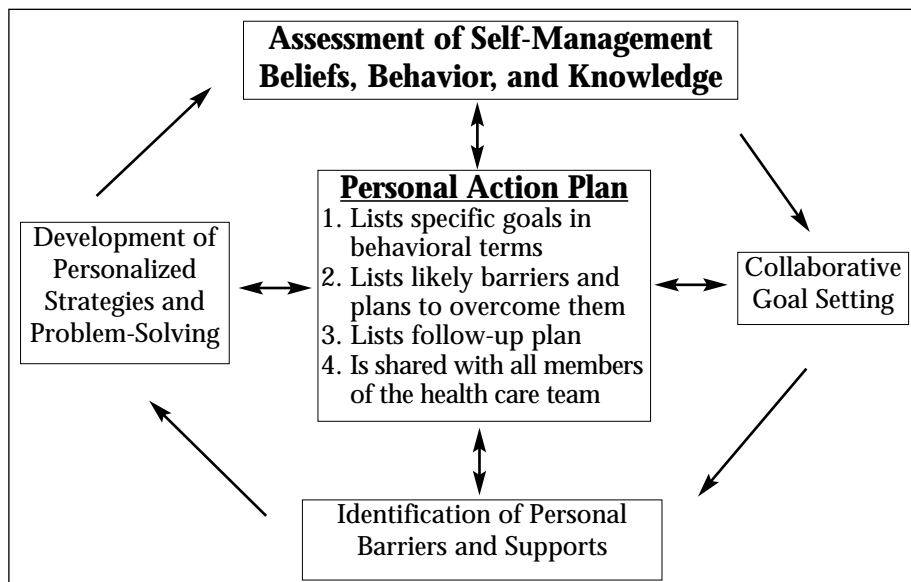 Assessment of Self-Management
Beliefs, Behavior, and Knowledge
Personal Action Plan
1. Lists specific goals in
behavioral terms
2. Lists likely barriers and
plans to overcome them
3. Lists follow-up plan
4. Is shared with all members
of the health care team
Development of
Personalized
Strategies and
Problem-Solving
Collaborative
Goal Setting
Identification of Personal
Barriers and Supports